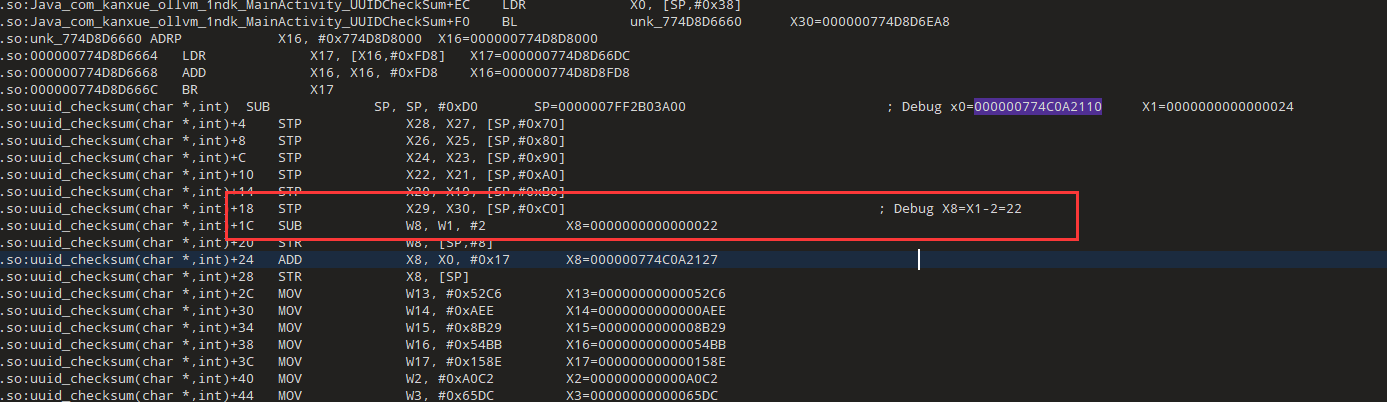 .so:Java_com_kanxue_ollvm_1ndk_MainActivity_UUIDCheckSum+EC LDR X0, [SP,#0x38]
.so:Java_com_kanxue_ollvm_1ndk_MainActivity_UUIDCheckSum+F0 BL unk_774D8D6660 X30=000000774D8D6EA8
.so:unk_774D8D6660 ADRP X16, #0x774D8D8000 X16=000000774D8D8000
.so:000000774D8D6664 LDR X17, [X16,#0xFD8] X17=000000774D8D66DC
.so:000000774D8D6668 ADD X16, X16, #0xFD8 X16=000000774D8D8FD8
.so:000000774D8D666C BR X17
.so:uuid_checksum(char *,int) SUB SP, SP, #0xD0 SP=0000007FF2B03A00 ; Debug x0=000000774C0A2110 X1=0000000000000024
.so:uuid_checksum(char *,int)+4 STP X28, X27, [SP,#0x70]
.so:uuid_checksum(char *,int)+8 STP X26, X25, [SP,#0x80]
.so:uuid_checksum(char *,int)+C STP X24, X23, [SP,#0x90]
.so:uuid_checksum(char *,int)+10 STP X22, X21, [SP,#0xA0]
.so:uuid_checksum(char *,int)+14 STP X20, X19, [SP,#0xB0]
.so:uuid_checksum(char *,int)+18 STP X29, X30, [SP,#0xC0] ; Debug X8=X1-2=22
.so:uuid_checksum(char *,int)+1C SUB W8, W1, #2 X8=0000000000000022
.so:uuid_checksum(char *,int)+20 STR W8, [SP,#8]
.so:uuid_checksum(char *,int)+24 ADD X8, X0, #0x17 X8=000000774C0A2127
.so:uuid_checksum(char *,int)+28 STR X8, [SP]
.so:uuid_checksum(char *,int)+2C MOV W13, #0x52C6 X13=00000000000052C6
.so:uuid_checksum(char *,int)+30 MOV W14, #0xAEE X14=0000000000000AEE
.so:uuid_checksum(char *,int)+34 MOV W15, #0x8B29 X15=0000000000008B29
.so:uuid_checksum(char *,int)+38 MOV W16, #0x54BB X16=00000000000054BB
.so:uuid_checksum(char *,int)+3C MOV W17, #0x158E X17=000000000000158E
.so:uuid_checksum(char *,int)+40 MOV W2, #0xA0C2 X2=000000000000A0C2
.so:uuid_checksum(char *,int)+44 MOV W3, #0x65DC X3=00000000000065DC